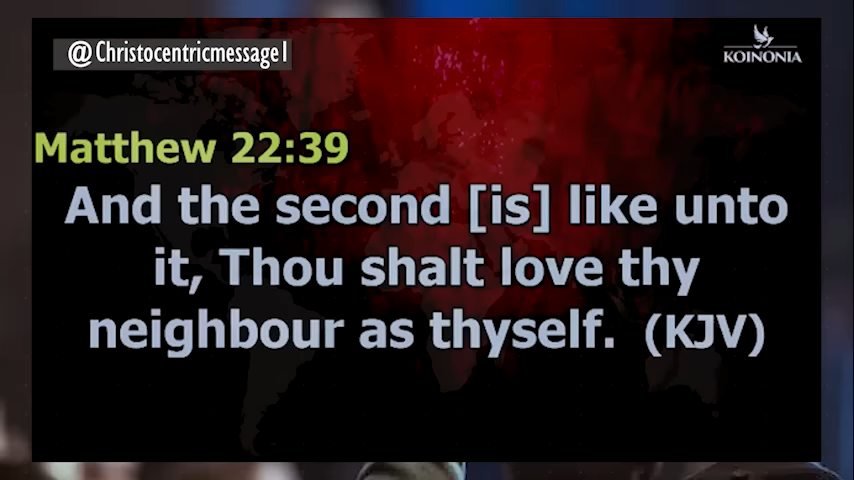 @Christocentricmessage1
KOINONIA
Matthew 22:39
And the second [is] like unto
it, Thou shalt love thy
neighbour as thyself. (KJV)